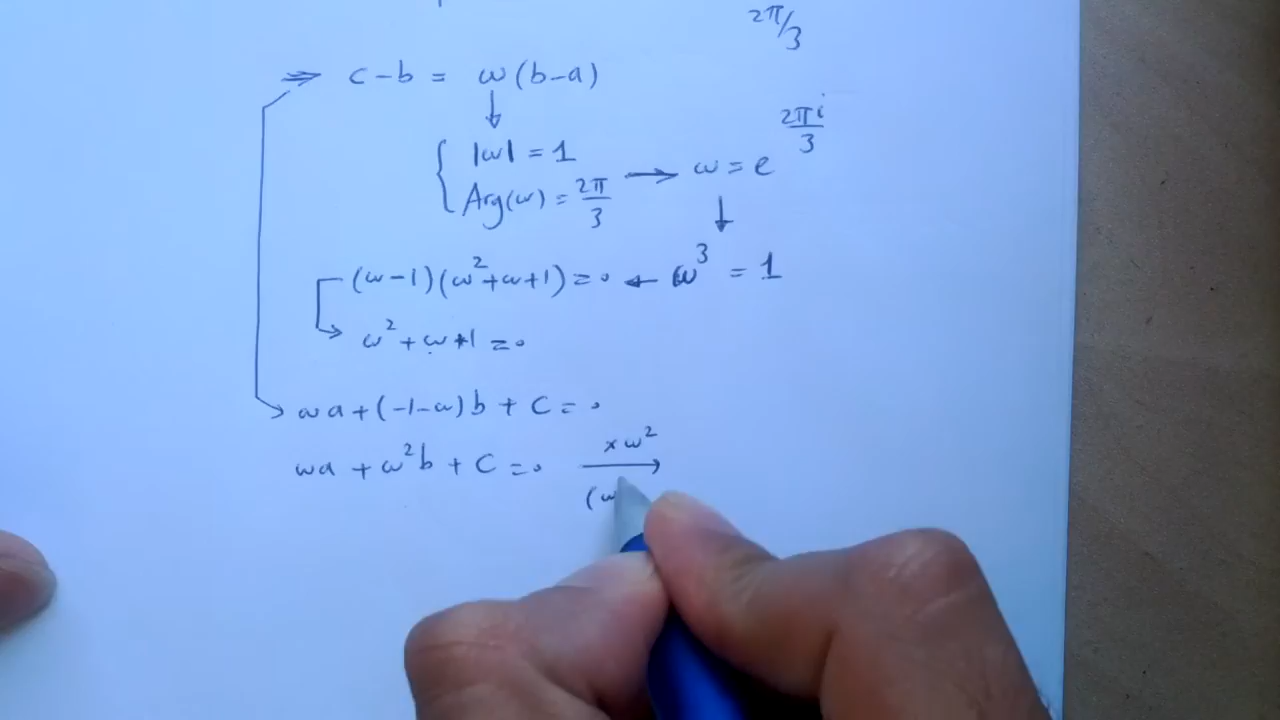 2π/3
⇒ c-b = ω(b-a)
↓
{ |ω| = 1
Arg(ω) = 2π/3 → ω = e^(2πi/3)
↓
(ω-1)(ω²+ω+1)=0 ← ω³ = 1
ω²+ω+1 =0
ωa+(-1-ω)b + c = 0
ωa + ω²b + c = 0 ×ω² →
(ω